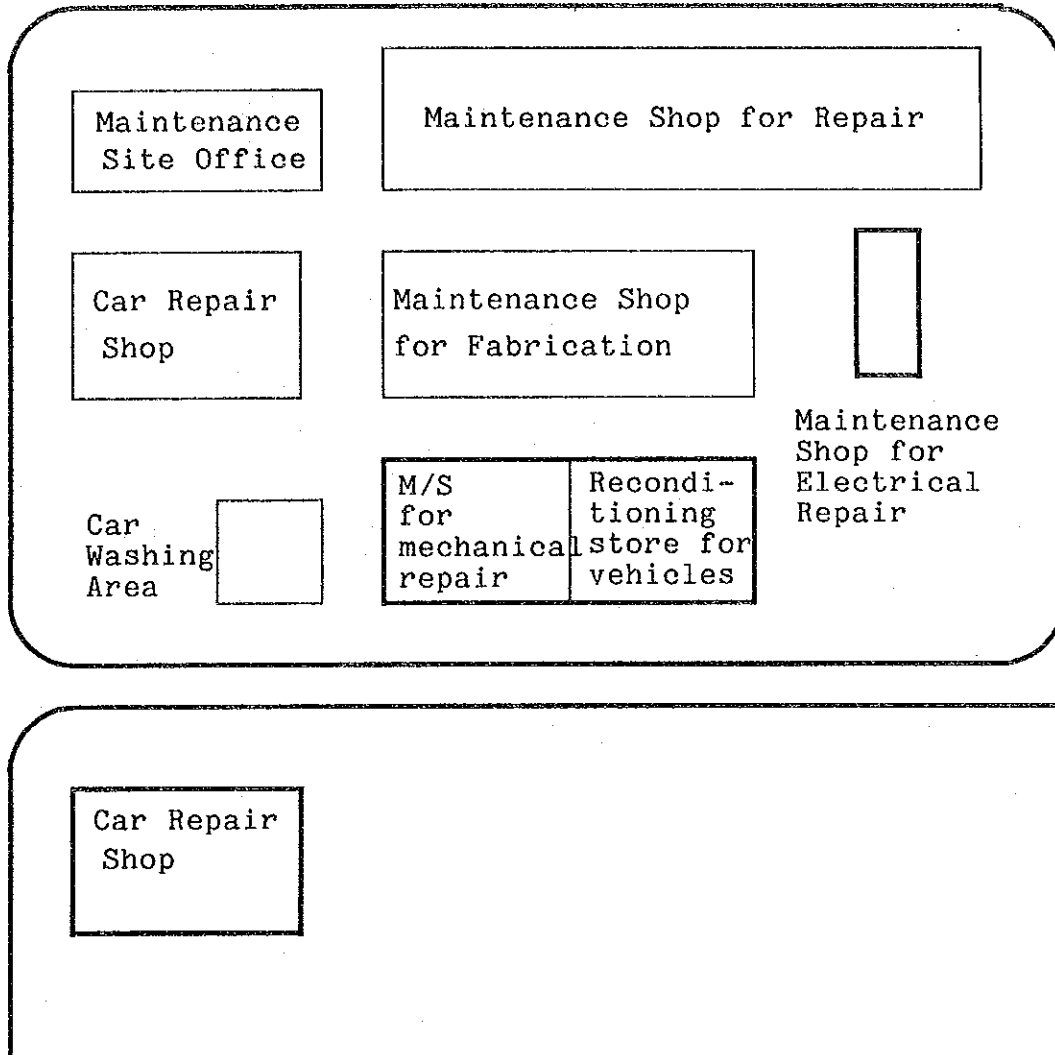 Maintenance
Site Office
Maintenance Shop for Repair
Car Repair
Shop
Maintenance Shop
for Fabrication
Maintenance
Shop for
Electrical
Repair
Car
Washing
Area
M/S
for
mechanical
repair
Recondi-
tioning
store for
vehicles
Car Repair
Shop